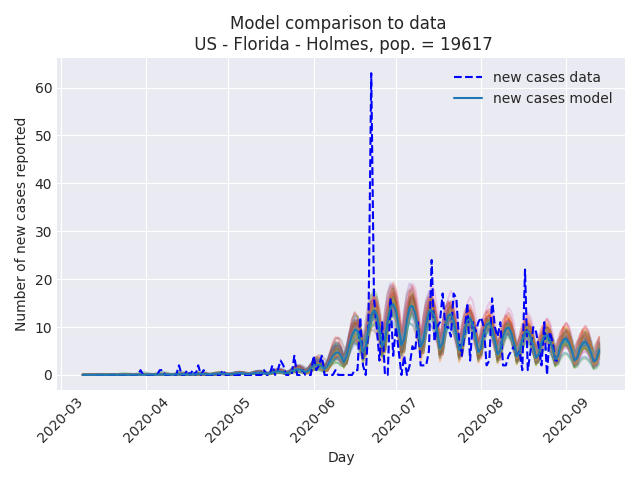 Model comparison to data
US - Florida - Holmes, pop. = 19617
new cases data
new cases model
Number of new cases reported
60
50
40
30
20
10
0
2020-03
2020-04
2020-05
2020-06
2020-07
2020-08
2020-09
Day